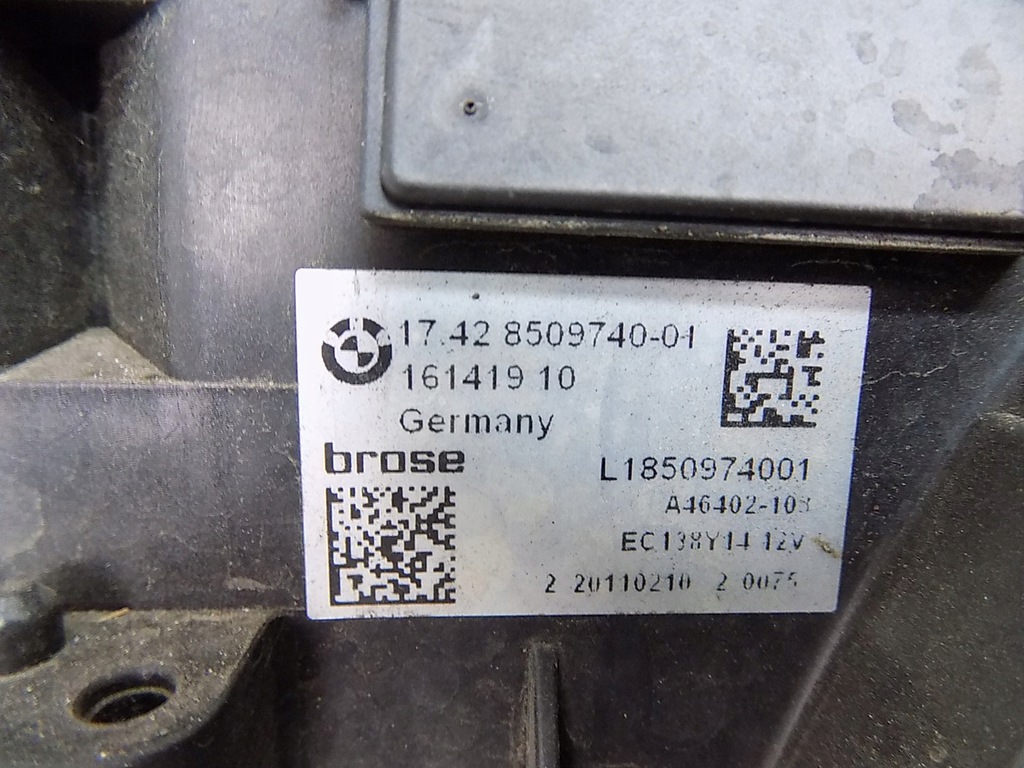 17.42 8509740-01
161419 10
Germany
brose
L1850974001
A46402-103
EC138Y14 12V
2 20110210 2 0075